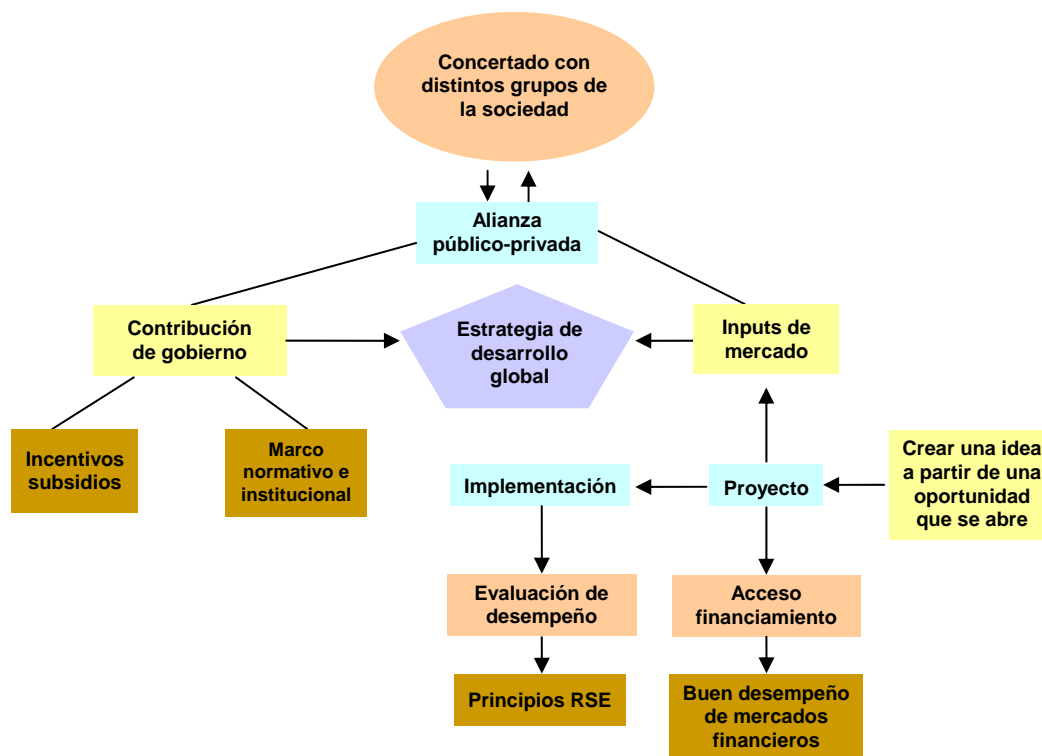 Concertado con
distintos grupos de
la sociedad
Alianza
público-privada
Contribución
de gobierno
Estrategia de
desarrollo
global
Inputs de
mercado
Incentivos
subsidios
Marco
normativo e
institucional
Implementación
Proyecto
Crear una idea
a partir de una
oportunidad
que se abre
Evaluación de
desempeño
Acceso
financiamiento
Principios RSE
Buen desempeño
de mercados
financieros